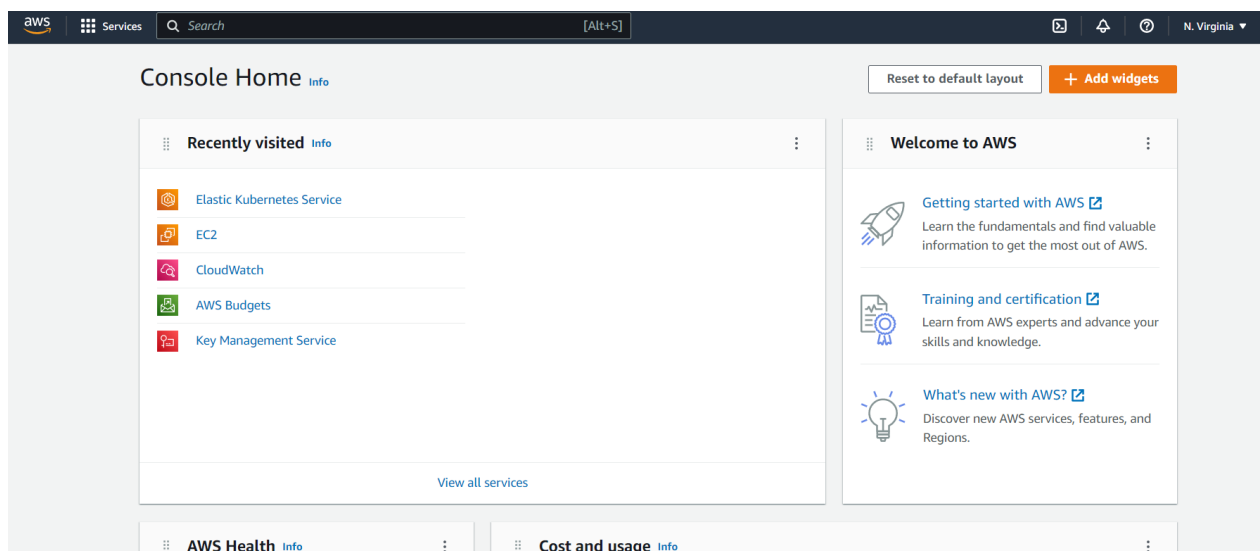 aws Services Search [Alt+S] N. Virginia
Console Home Info Reset to default layout + Add widgets
Recently visited Info
Elastic Kubernetes Service
EC2
CloudWatch
AWS Budgets
Key Management Service
View all services
Welcome to AWS
Getting started with AWS
Learn the fundamentals and find valuable
information to get the most out of AWS.
Training and certification
Learn from AWS experts and advance your
skills and knowledge.
What's new with AWS?
Discover new AWS services, features, and
Regions.
AWS Health Info
Cost and usage Info